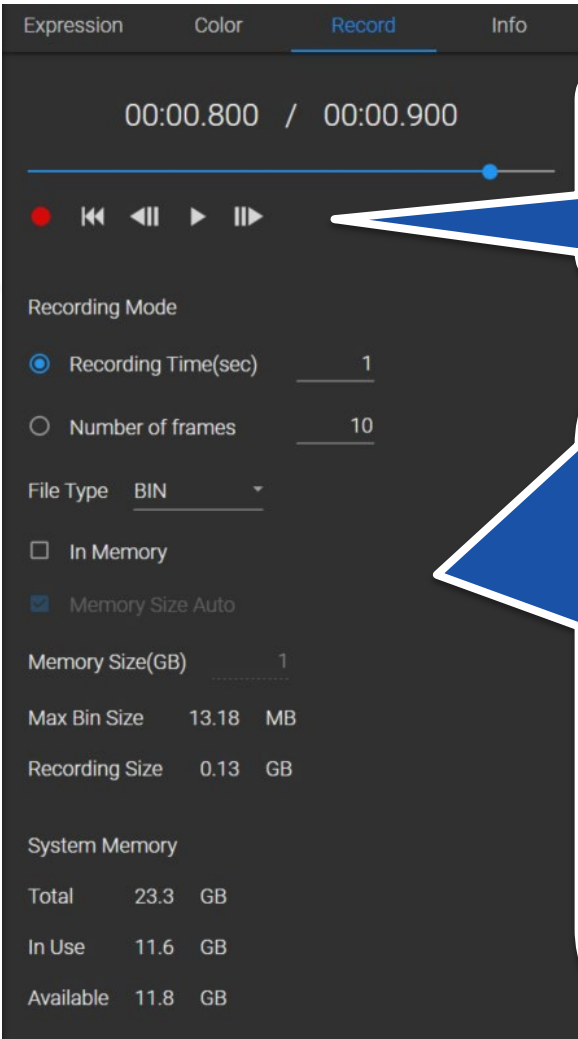 Expression Color Record Info
00:00.800 / 00:00.900
Recording Mode
Recording Time(sec) 1
Number of frames 10
File Type BIN
In Memory
Memory Size Auto
Memory Size(GB) 1
Max Bin Size 13.18 MB
Recording Size 0.13 GB
System Memory
Total 23.3 GB
In Use 11.6 GB
Available 11.8 GB